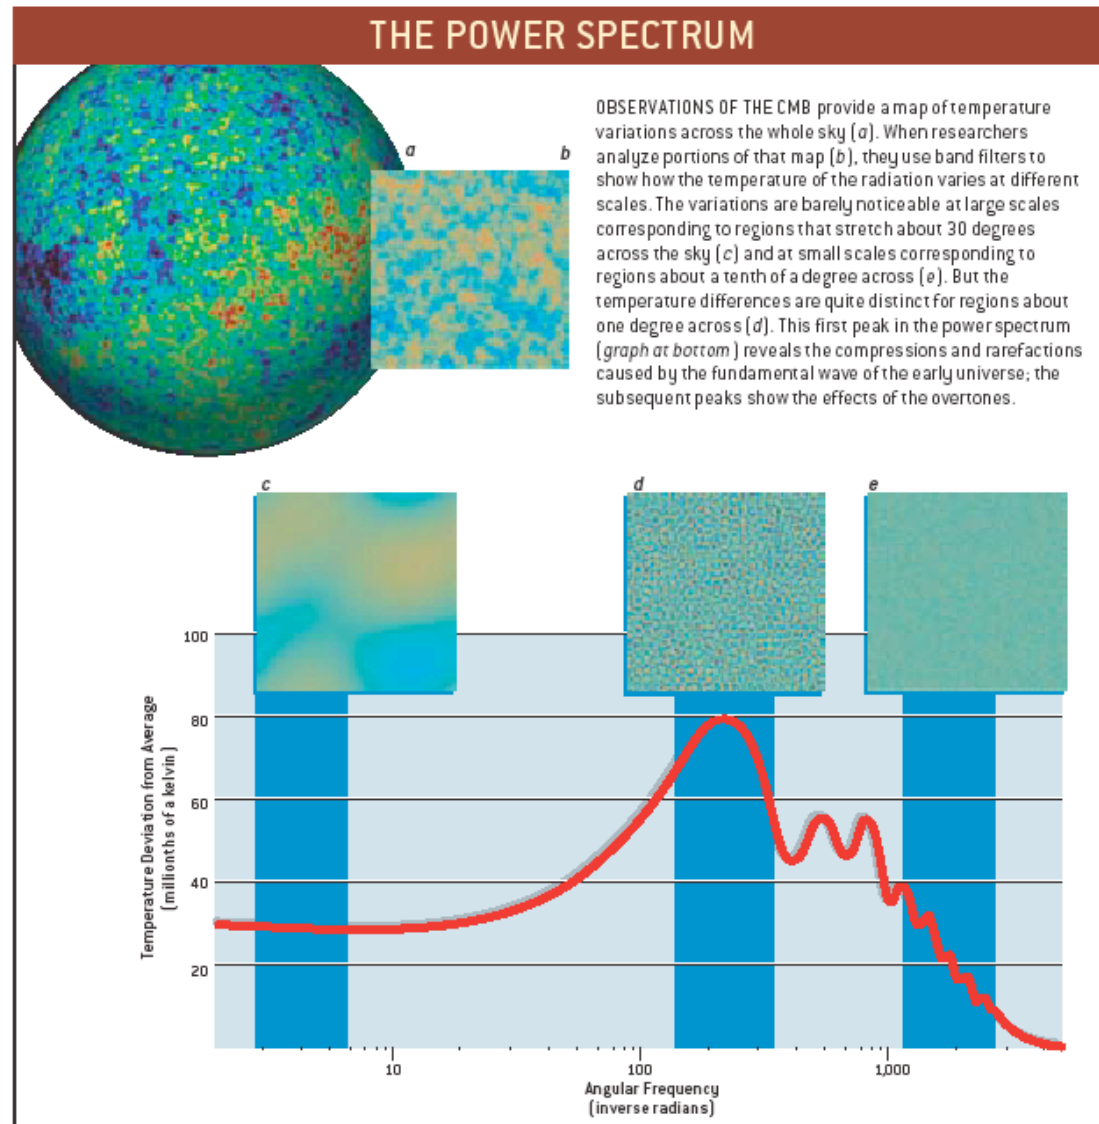 THE POWER SPECTRUM
a
b
OBSERVATIONS OF THE CMB provide a map of temperature
variations across the whole sky (a). When researchers
analyze portions of that map (b), they use band filters to
show how the temperature of the radiation varies at different
scales. The variations are barely noticeable at large scales
corresponding to regions that stretch about 30 degrees
across the sky (c) and at small scales corresponding to
regions about a tenth of a degree across (e). But the
temperature differences are quite distinct for regions about
one degree across (d). This first peak in the power spectrum
(graph at bottom) reveals the compressions and rarefactions
caused by the fundamental wave of the early universe; the
subsequent peaks show the effects of the overtones.
c
d
e
Temperature Deviation from Average
(millionths of a kelvin)
100
80
60
40
20
10
100
1,000
Angular Frequency
(inverse radians)